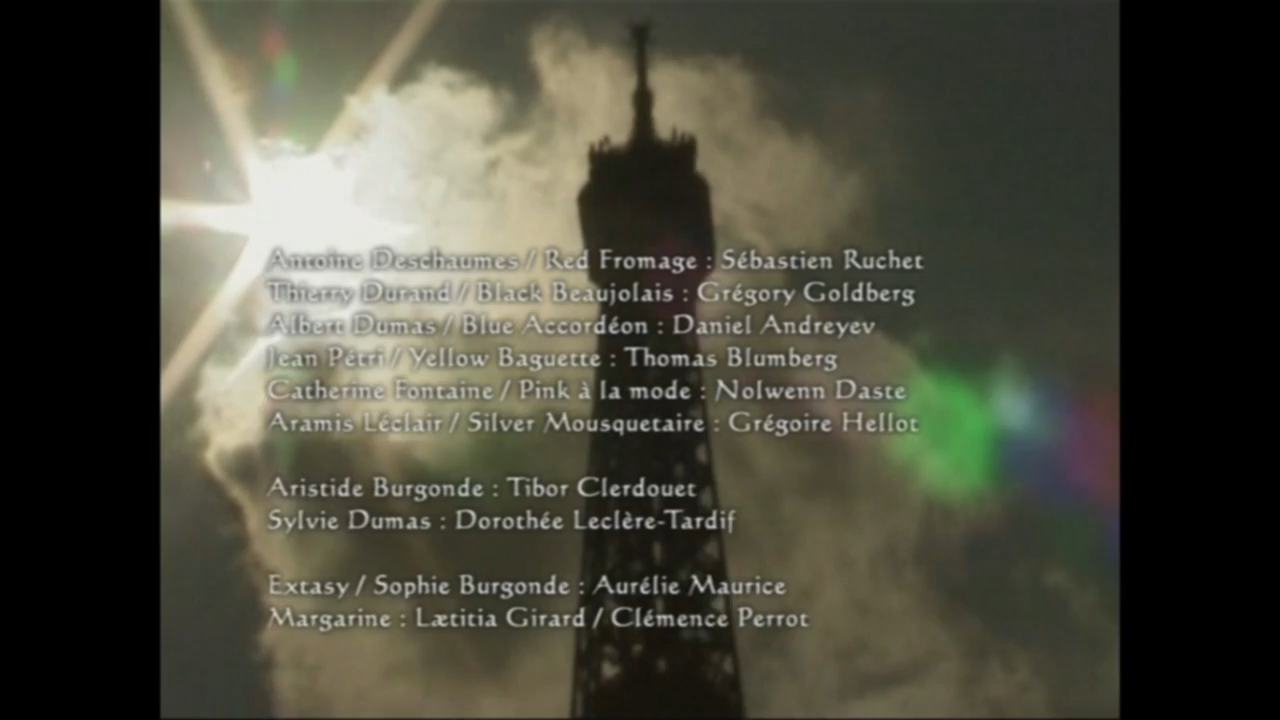 Antoine Deschaumes / Red Fromage : Sébastien Ruchet
Thierry Durand / Black Beaujolais : Grégory Goldberg
Albert Dumas / Blue Accordéon : Daniel Andreyev
Jean Pétri / Yellow Baguette : Thomas Blumberg
Catherine Fontaine / Pink à la mode : Nolwenn Daste
Aramis Léclair / Silver Mousquetaire : Grégoire Hellot
Aristide Burgonde : Tibor Clerdouet
Sylvie Dumas : Dorothée Leclère-Tardif
Extasy / Sophie Burgonde : Aurélie Maurice
Margarine : Lætitia Girard / Clémence Perrot